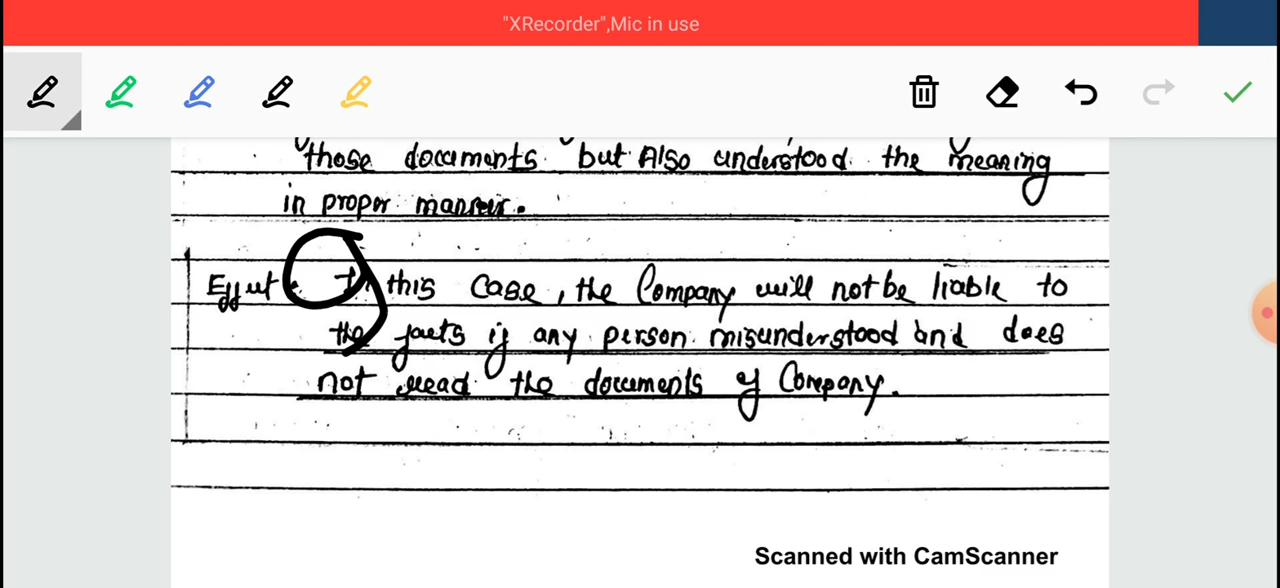 "XRecorder",Mic in use
those documents but Also understood the meaning
in proper manner.
Effect :- In this Case, the Company will not be liable to
the facts if any person misunderstood and does
not read the documents of Company.
Scanned with CamScanner